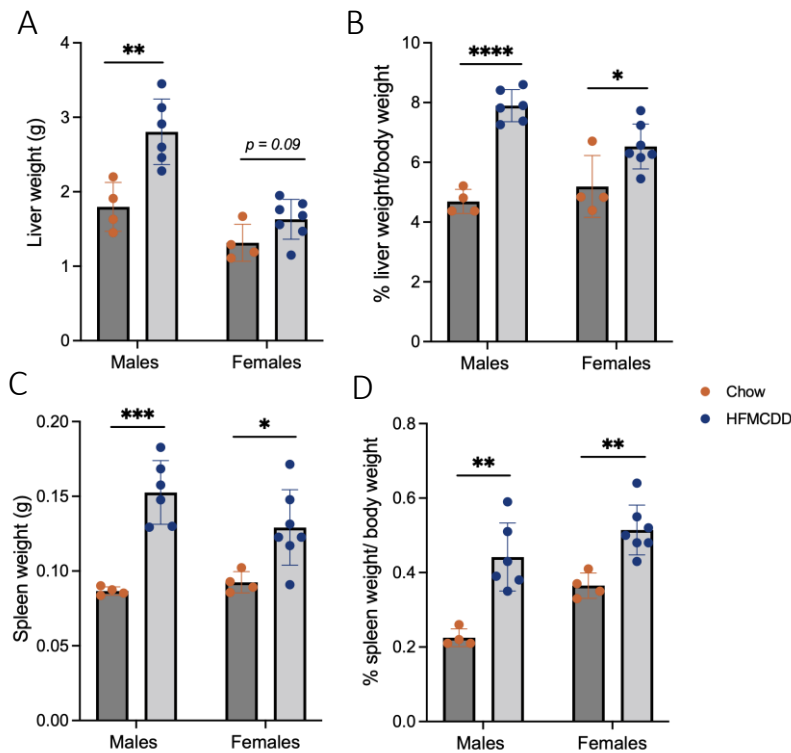 A
Liver weight (g)
4
3
2
1
0
**
p = 0.09
Males
Females
B
% liver weight/body weight
10
8
6
4
2
0
****
*
Males
Females
C
Spleen weight (g)
0.20
0.15
0.10
0.05
0.00
***
*
Males
Females
D
% spleen weight/ body weight
0.8
0.6
0.4
0.2
0.0
**
**
Males
Females
Chow
HFMCDD